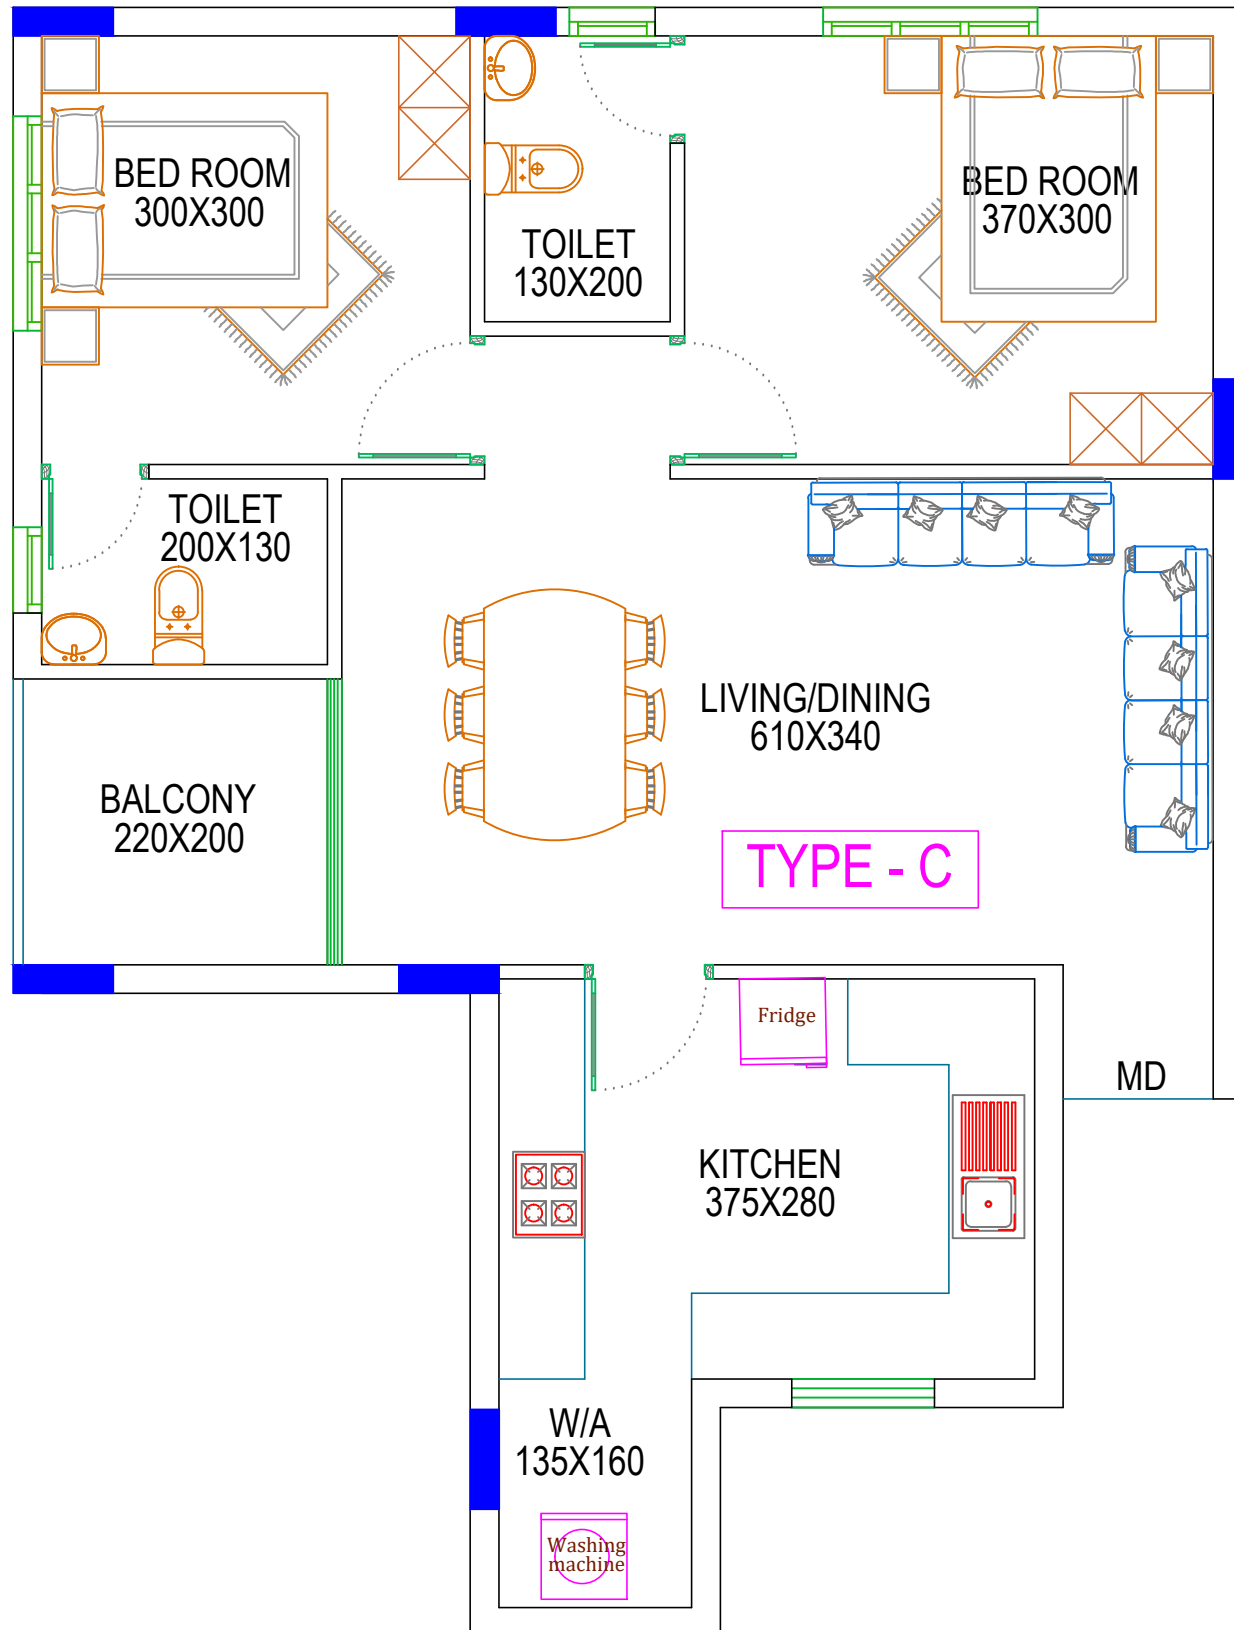 BED ROOM
300X300
BED ROOM
370X300
TOILET
130X200
TOILET
200X130
LIVING/DINING
610X340
BALCONY
220X200
TYPE - C
Fridge
MD
KITCHEN
375X280
W/A
135X160
Washing
machine